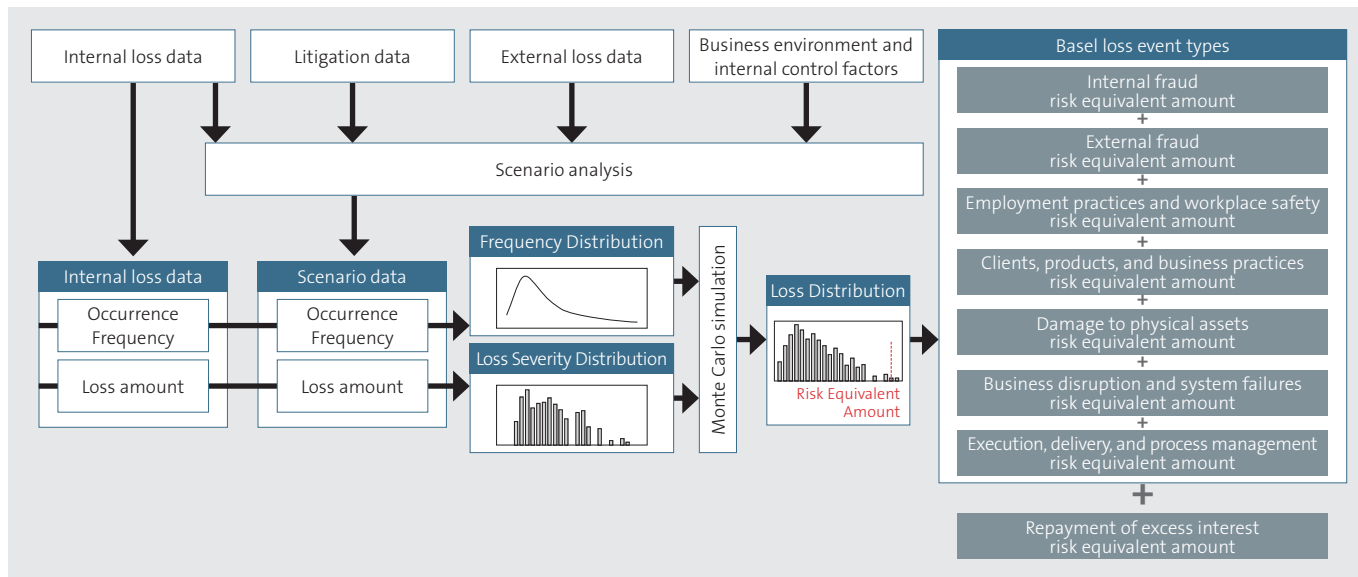 Internal loss data
Litigation data
External loss data
Business environment and
internal control factors
Scenario analysis
Internal loss data
Occurrence
Frequency
Loss amount
Scenario data
Occurrence
Frequency
Loss amount
Frequency Distribution
Loss Severity Distribution
Monte Carlo simulation
Loss Distribution
Risk Equivalent
Amount
Basel loss event types
Internal fraud
risk equivalent amount
+
External fraud
risk equivalent amount
+
Employment practices and workplace safety
risk equivalent amount
+
Clients, products, and business practices
risk equivalent amount
+
Damage to physical assets
risk equivalent amount
+
Business disruption and system failures
risk equivalent amount
+
Execution, delivery, and process management
risk equivalent amount
+
Repayment of excess interest
risk equivalent amount